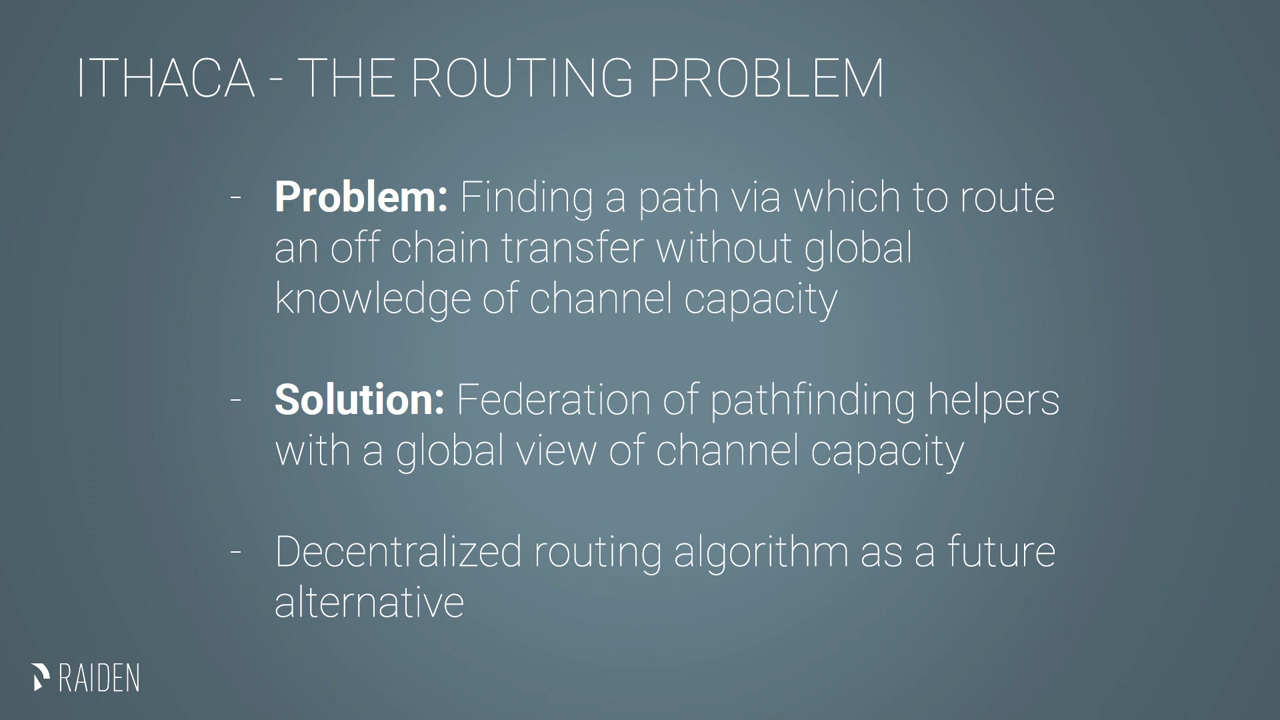 ITHACA - THE ROUTING PROBLEM
- Problem: Finding a path via which to route
an off chain transfer without global
knowledge of channel capacity
- Solution: Federation of pathfinding helpers
with a global view of channel capacity
- Decentralized routing algorithm as a future
alternative
RAIDEN